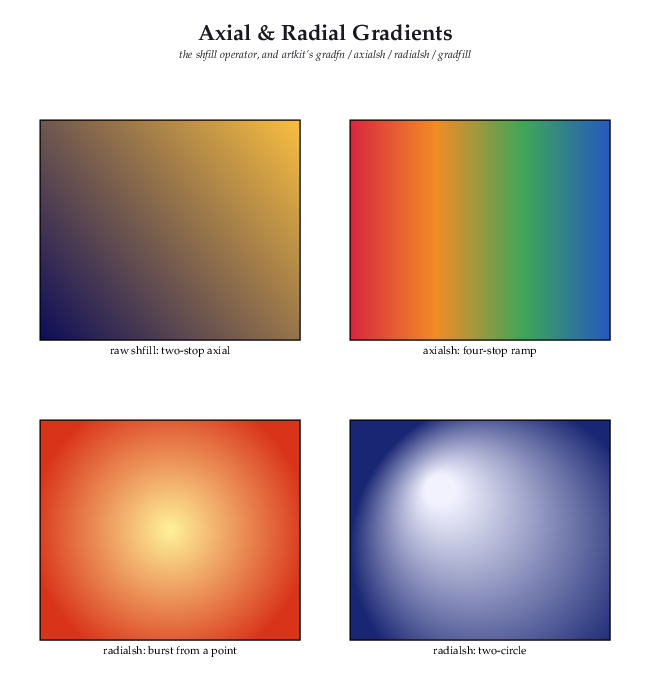 Axial & Radial Gradients
the shfill operator, and artkit's gradfn / axialsh / radialsh / gradfill
raw shfill: two-stop axial
axialsh: four-stop ramp
radialsh: burst from a point
radialsh: two-circle